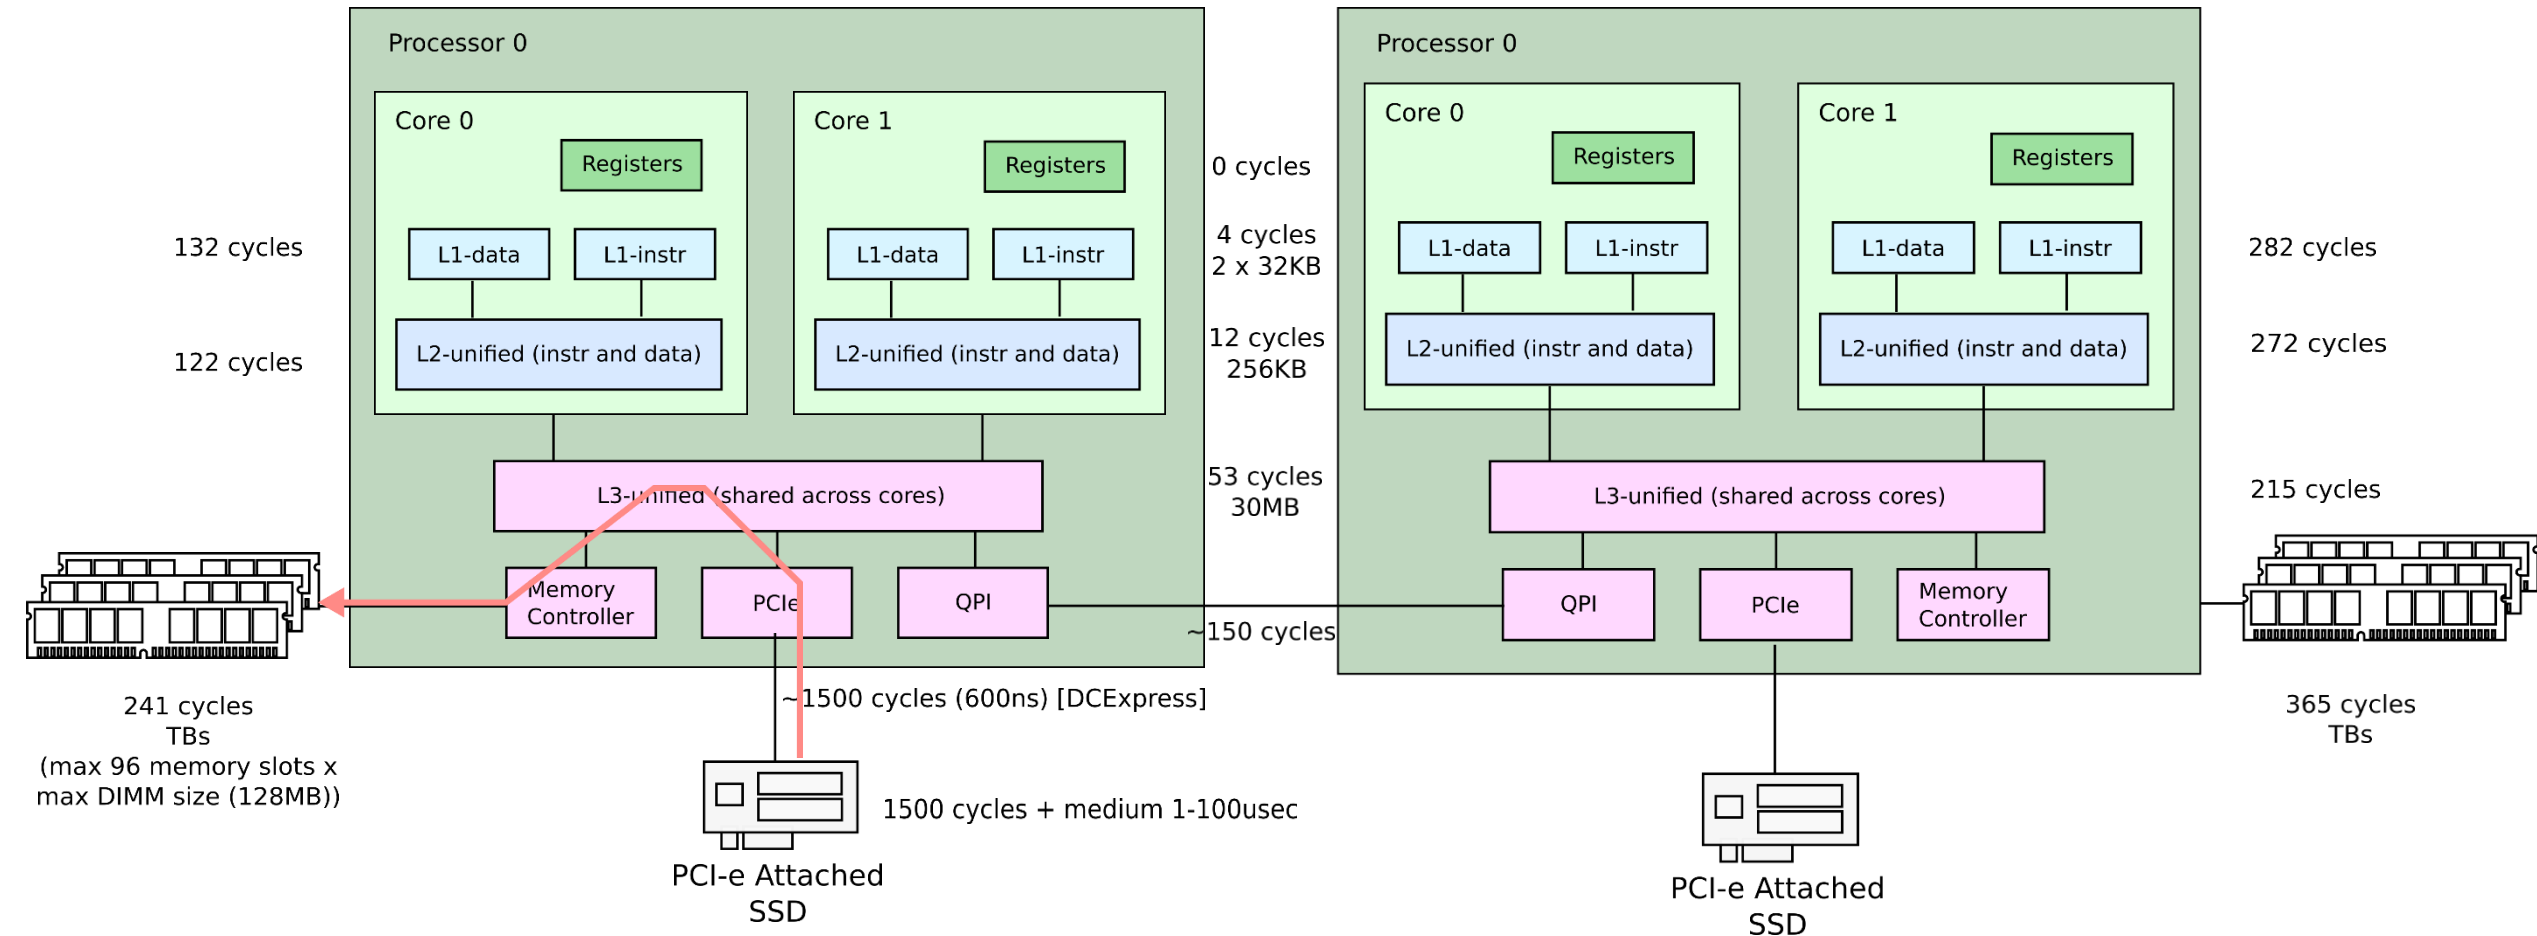 Processor 0
Processor 0
Core 0
Core 1
Core 0
Core 1
Registers
Registers
0 cycles
Registers
Registers
132 cycles
L1-data
L1-instr
L1-data
L1-instr
4 cycles
2 x 32KB
L1-data
L1-instr
L1-data
L1-instr
282 cycles
122 cycles
L2-unified (instr and data)
L2-unified (instr and data)
12 cycles
256KB
L2-unified (instr and data)
L2-unified (instr and data)
272 cycles
L3-unified (shared across cores)
53 cycles
30MB
L3-unified (shared across cores)
215 cycles
Memory
Controller
PCIe
QPI
~150 cycles
QPI
PCIe
Memory
Controller
241 cycles
TBs
(max 96 memory slots x
max DIMM size (128MB))
~1500 cycles (600ns) [DCExpress]
365 cycles
TBs
1500 cycles + medium 1-100usec
PCI-e Attached
SSD
PCI-e Attached
SSD